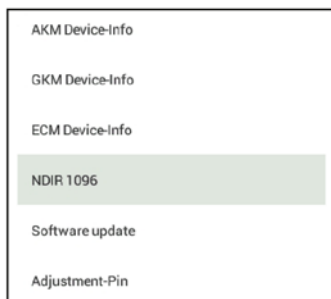 AKM Device-Info
GKM Device-Info
ECM Device-Info
NDIR 1096
Software update
Adjustment-Pin